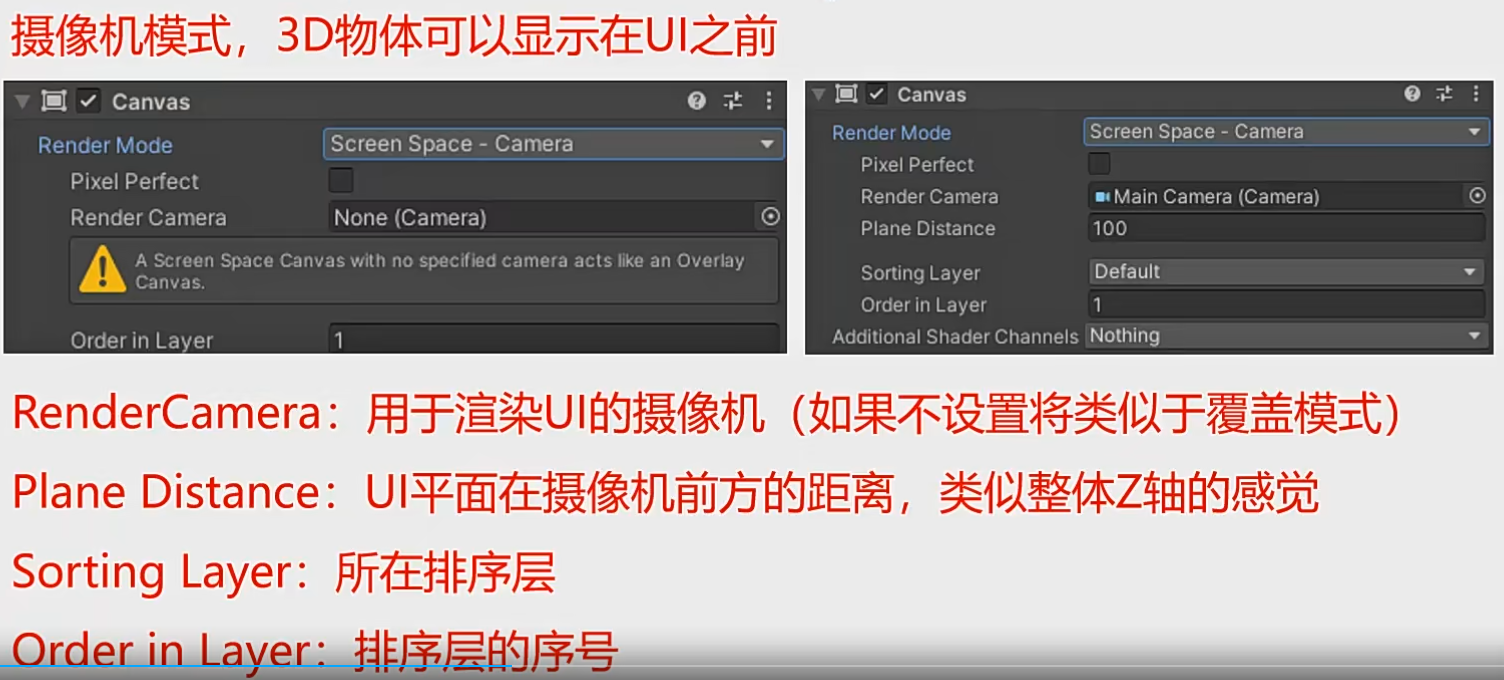 摄像机模式，3D物体可以显示在UI之前
Canvas
Render Mode Screen Space - Camera
Pixel Perfect
Render Camera None (Camera)
A Screen Space Canvas with no specified camera acts like an Overlay
Canvas.
Order in Layer 1
Canvas
Render Mode Screen Space - Camera
Pixel Perfect
Render Camera Main Camera (Camera)
Plane Distance 100
Sorting Layer Default
Order in Layer 1
Additional Shader Channels Nothing
RenderCamera：用于渲染UI的摄像机（如果不设置将类似于覆盖模式）
Plane Distance：UI平面在摄像机前方的距离，类似整体Z轴的感觉
Sorting Layer：所在排序层
Order in Layer：排序层的序号